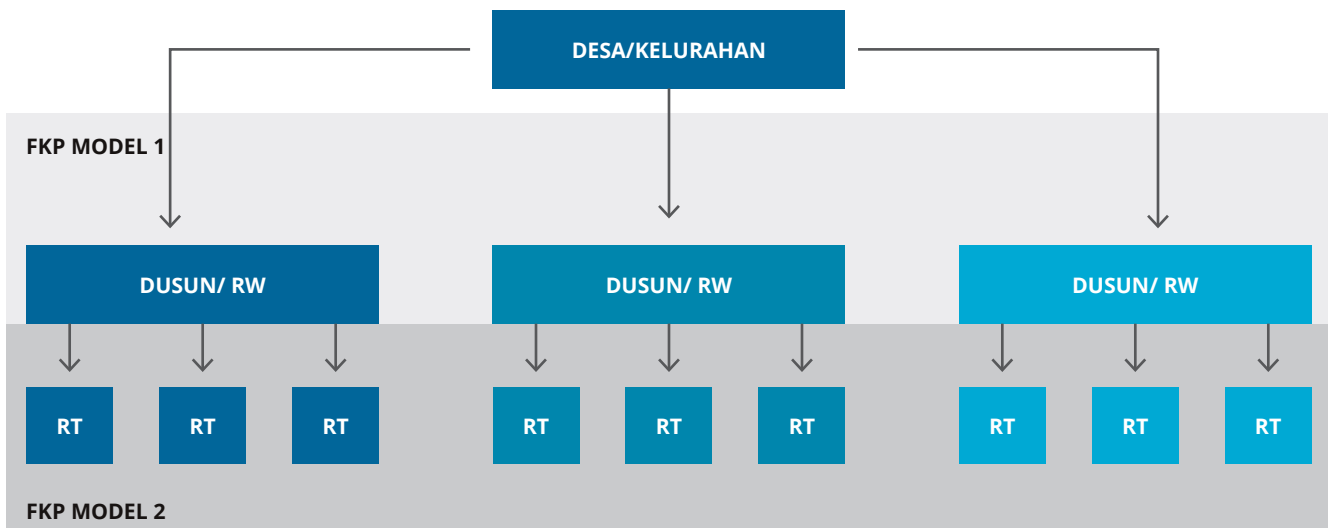 DESA/KELURAHAN
FKP MODEL 1
DUSUN/ RW
DUSUN/ RW
DUSUN/ RW
RT
RT
RT
RT
RT
RT
RT
RT
RT
FKP MODEL 2